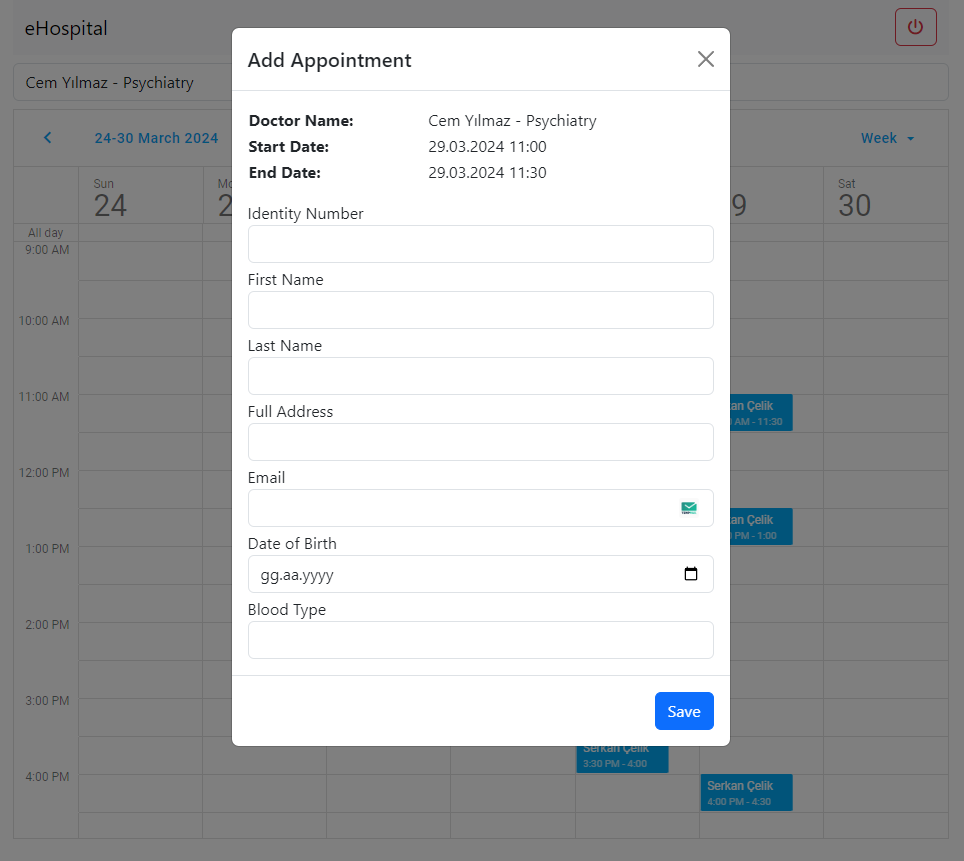 eHospital
Cem Yılmaz - Psychiatry
24-30 March 2024
Week
Sun
24
Sat
30
All day
9:00 AM
10:00 AM
11:00 AM
12:00 PM
1:00 PM
2:00 PM
3:00 PM
4:00 PM
Add Appointment
Doctor Name: Cem Yılmaz - Psychiatry
Start Date: 29.03.2024 11:00
End Date: 29.03.2024 11:30
Identity Number
First Name
Last Name
Full Address
Email
Date of Birth
gg.aa.yyyy
Blood Type
Save
Çelik
AM - 11:30
Çelik
PM - 1:00
Serkan Çelik
3:30 PM - 4:00
Serkan Çelik
4:00 PM - 4:30